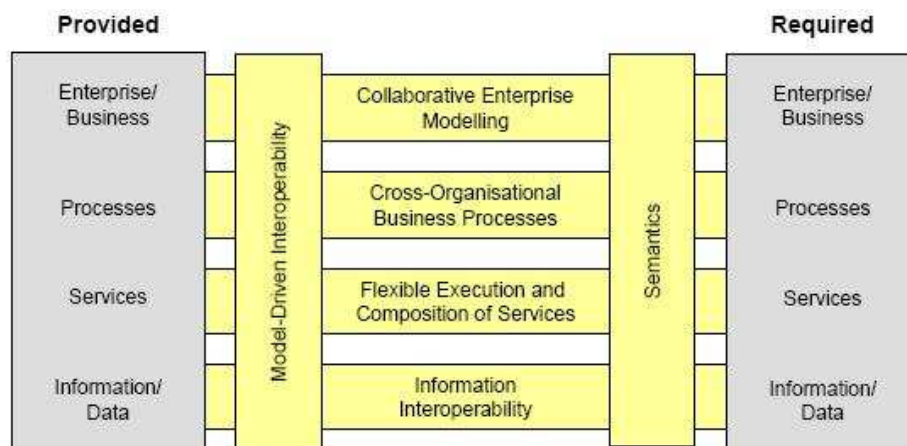 Provided
Required
Enterprise/
Business
Processes
Services
Information/
Data
Model-Driven Interoperability
Collaborative Enterprise
Modelling
Cross-Organisational
Business Processes
Flexible Execution and
Composition of Services
Information
Interoperability
Semantics
Enterprise/
Business
Processes
Services
Information/
Data